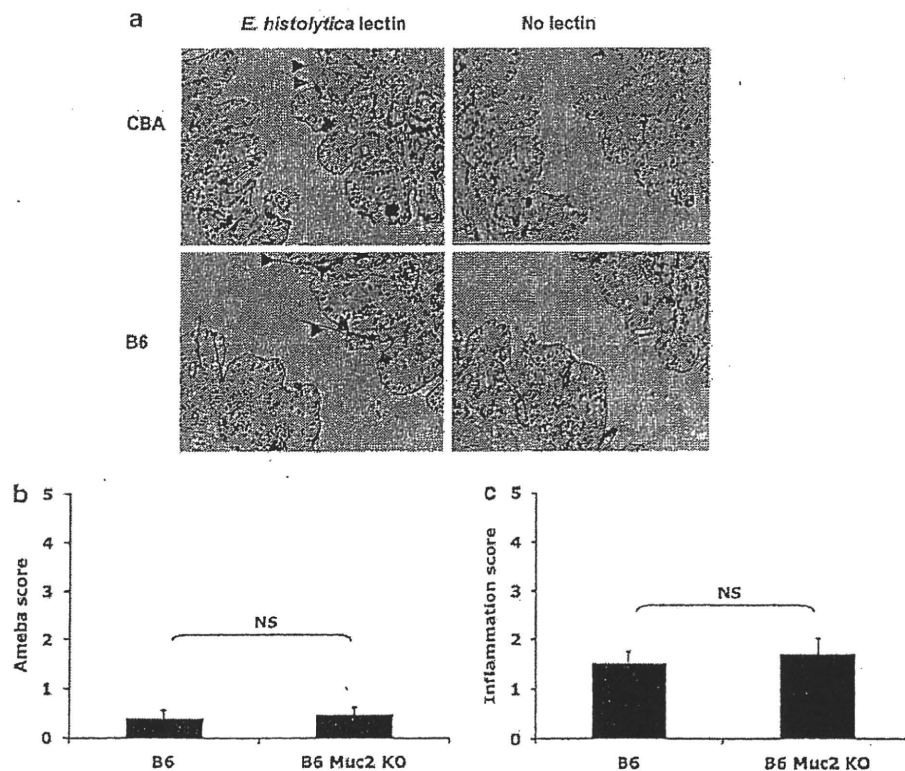 a
E. histolytica lectin
No lectin
CBA
B6
b
5
4
3
2
1
0
Ameba score
NS
B6
B6 Muc2 KO
c
5
4
3
2
1
0
Inflammation score
NS
B6
B6 Muc2 KO